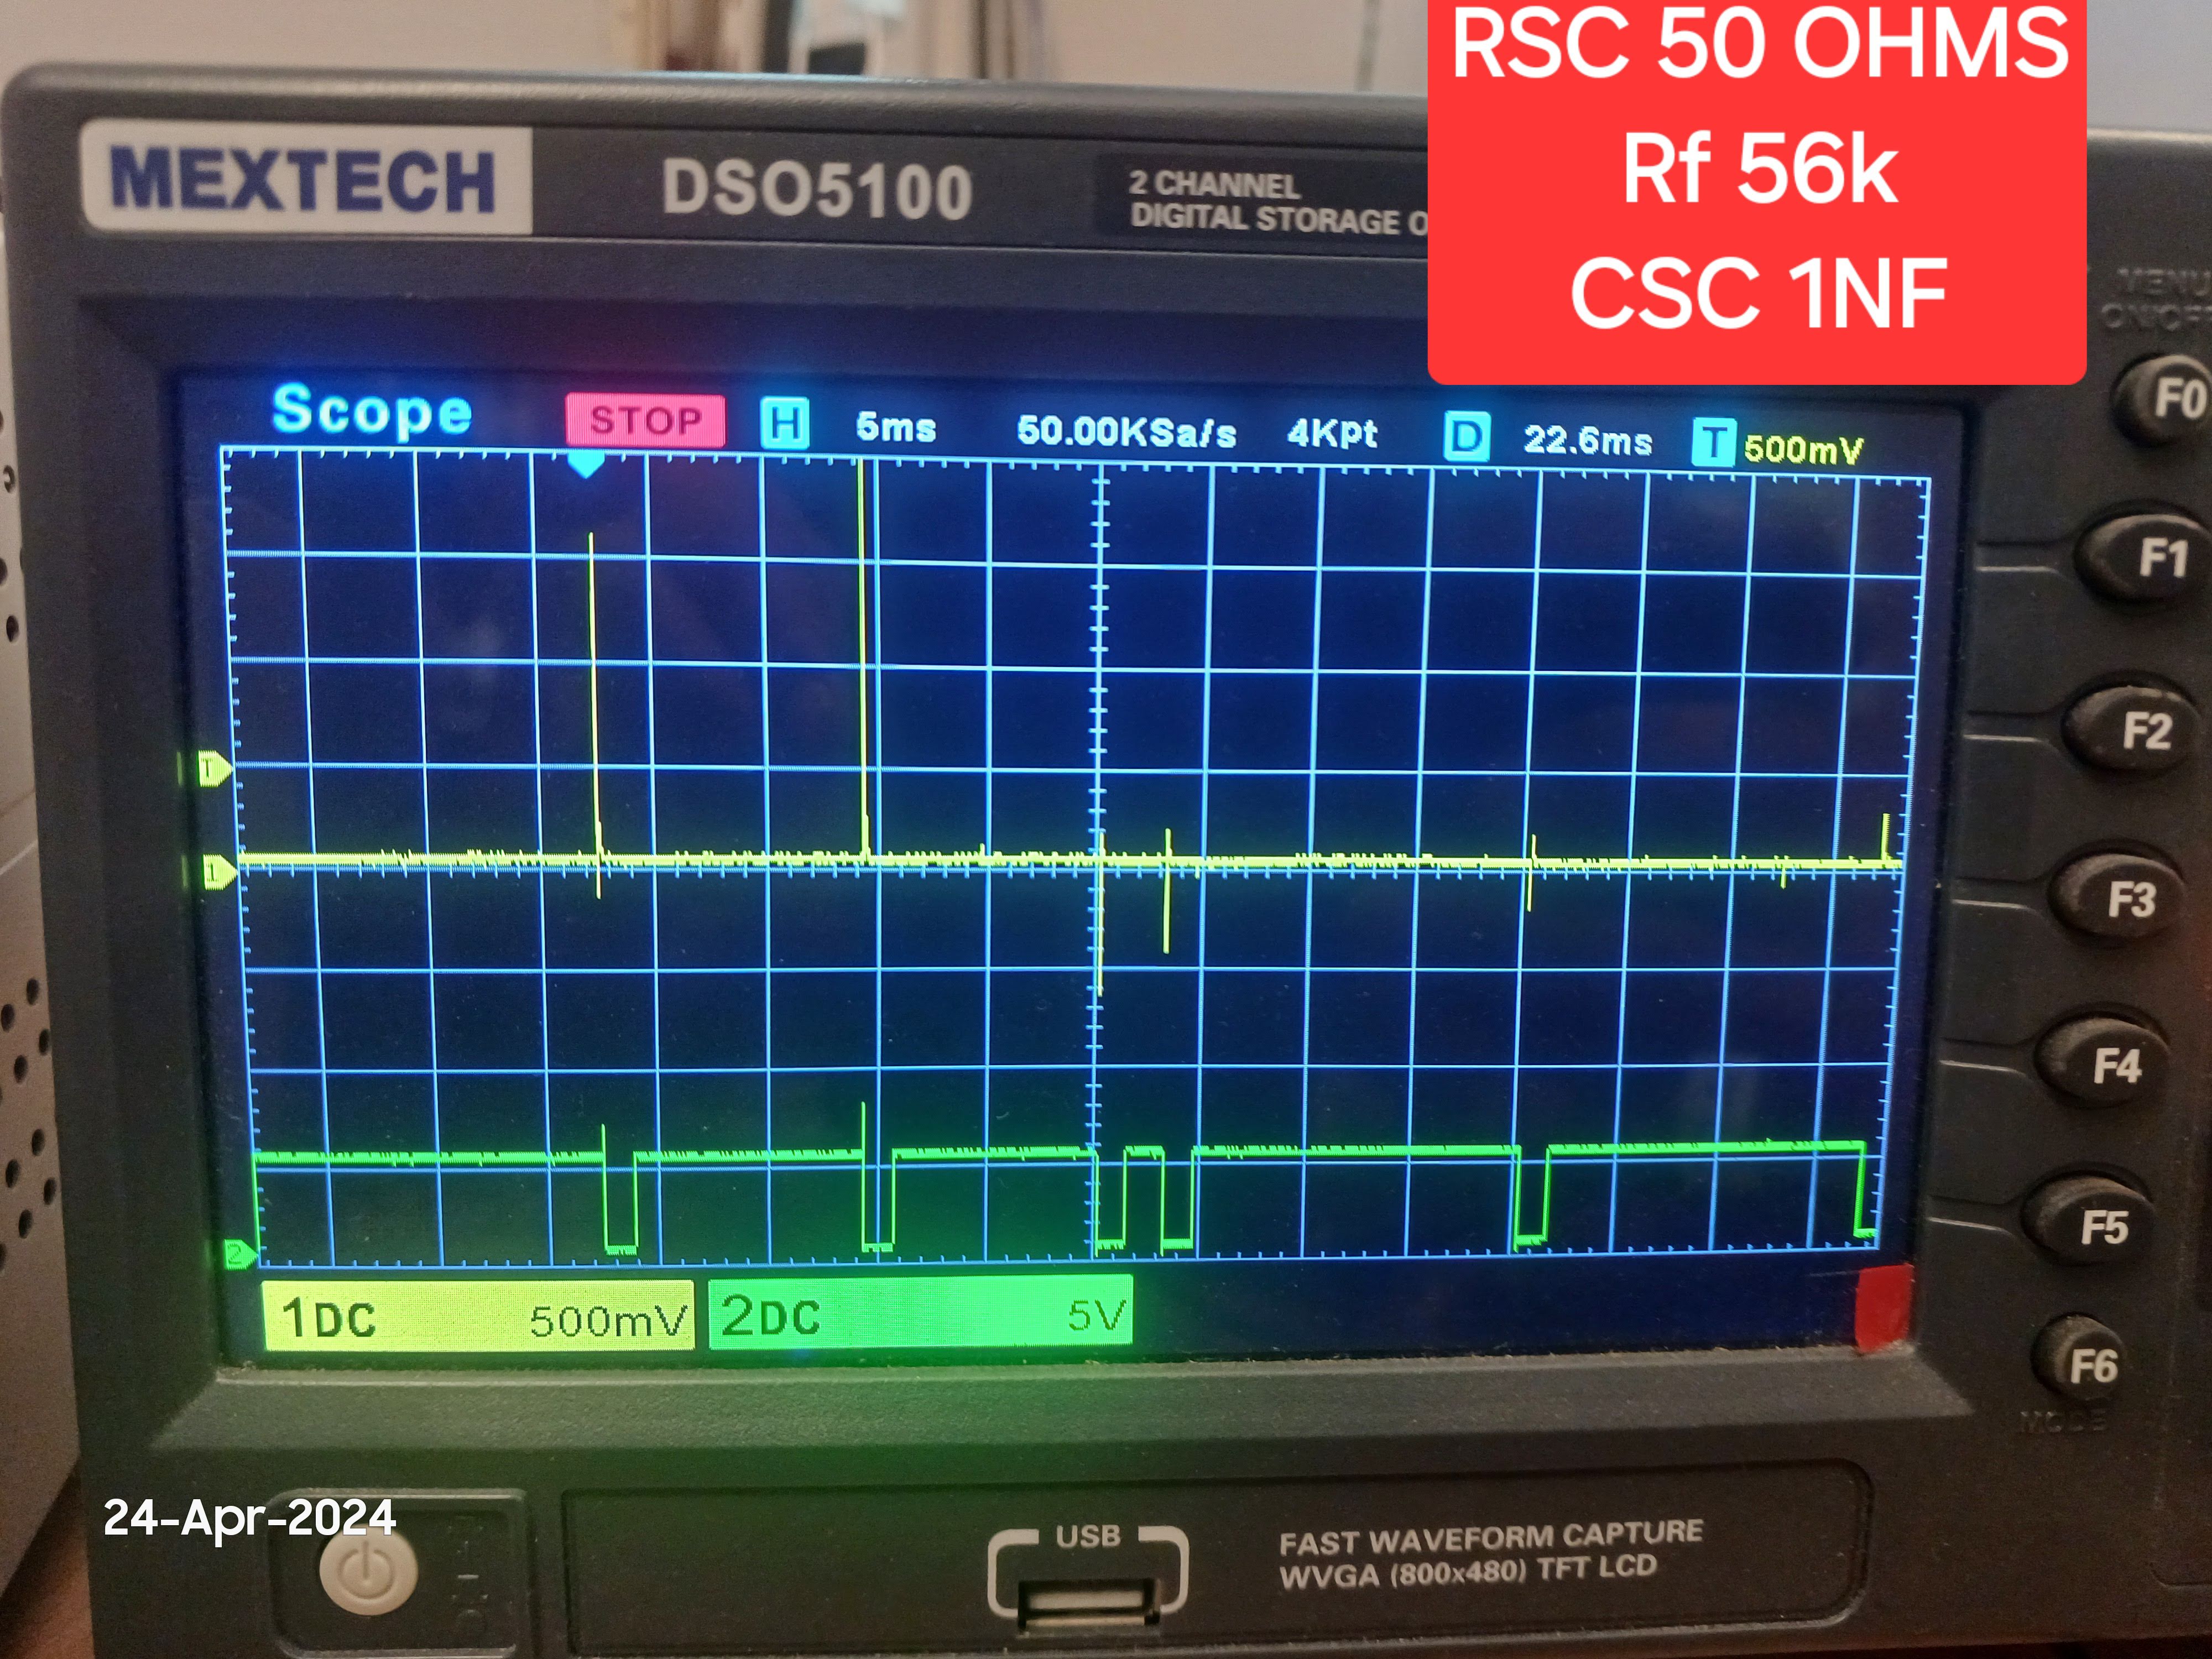 RSC 50 OHMS
Rf 56k
CSC 1NF
MEXTECH
DSO5100
2 CHANNEL
DIGITAL STORAGE O
MENU
ON/OFF
F0
Scope
STOP
H
5ms
50.00KSa/s
4Kpt
D
22.6ms
T
500mV
F1
T
F2
1
F3
F4
2
F5
1DC
500mV
2DC
5V
F6
MODE
24-Apr-2024
USB
FAST WAVEFORM CAPTURE
WVGA (800x480) TFT LCD